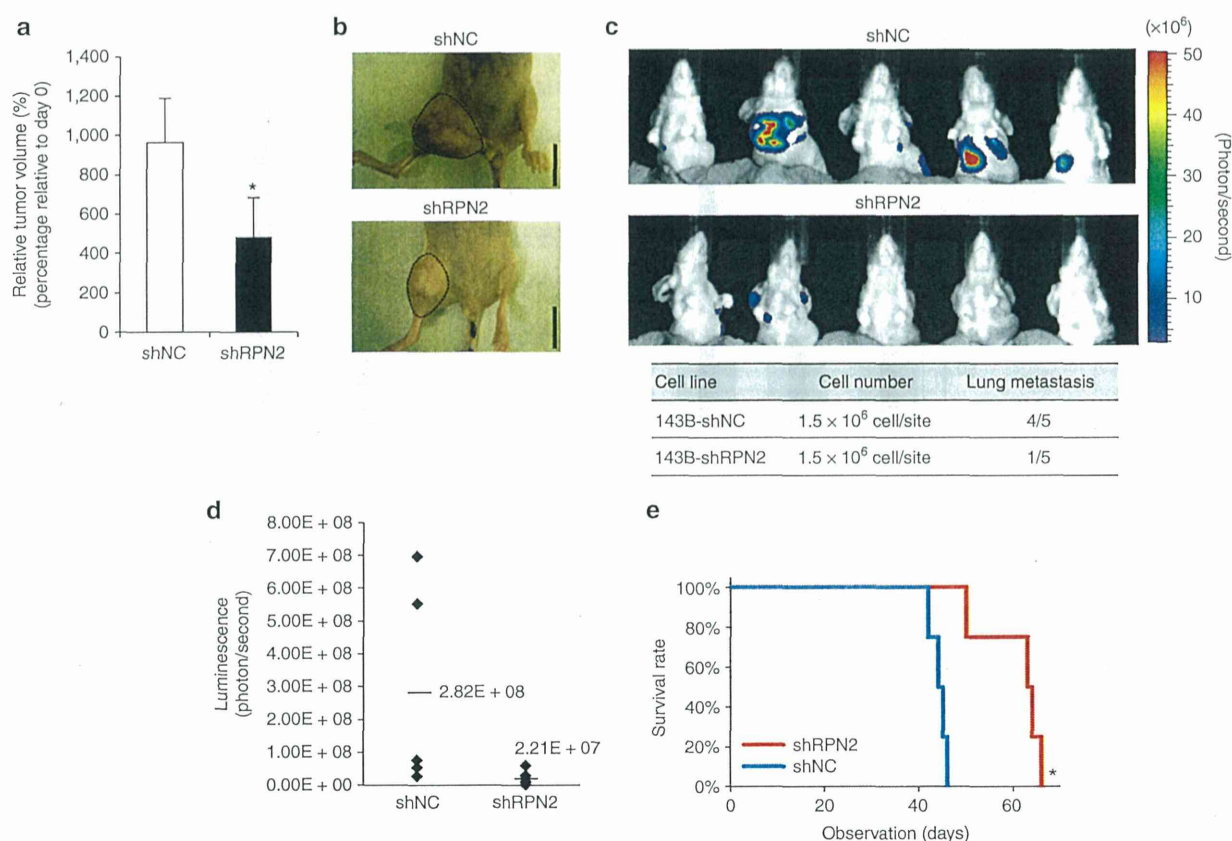 a
1,400
1,200
1,000
800
600
400
200
0
Relative tumor volume (%)
(percentage relative to day 0)
*
shNC
shRPN2
b
shNC
shRPN2
c
shNC
shRPN2
(×10⁶)
50
40
30
20
10
(Photon/second)
Cell line Cell number Lung metastasis
143B-shNC 1.5 × 10⁶ cell/site 4/5
143B-shRPN2 1.5 × 10⁶ cell/site 1/5
d
8.00E + 08
7.00E + 08
6.00E + 08
5.00E + 08
4.00E + 08
3.00E + 08
2.00E + 08
1.00E + 08
0.00E + 00
Luminescence
(photon/second)
2.82E + 08
2.21E + 07
shNC
shRPN2
e
100%
80%
60%
40%
20%
0%
Survival rate
shRPN2
shNC
*
0 20 40 60
Observation (days)